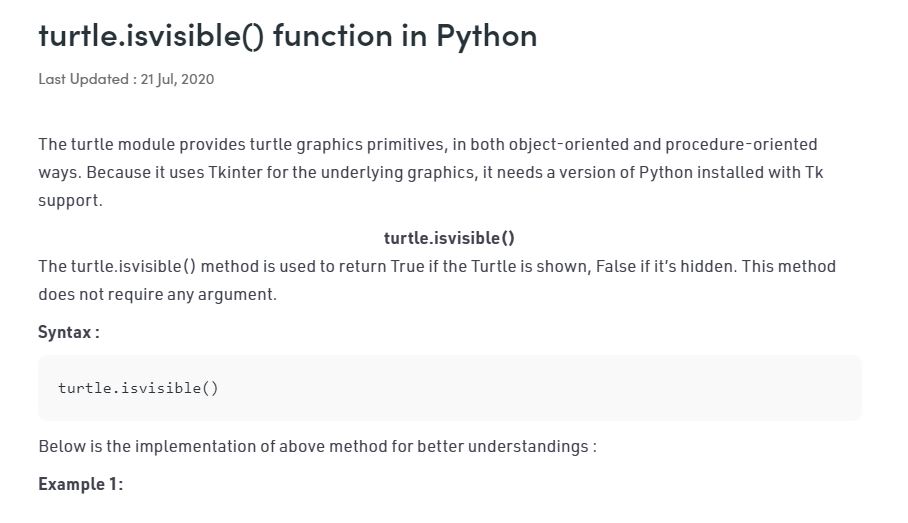 turtle.isvisible() function in Python
Last Updated : 21 Jul, 2020
The turtle module provides turtle graphics primitives, in both object-oriented and procedure-oriented
ways. Because it uses Tkinter for the underlying graphics, it needs a version of Python installed with Tk
support.
turtle.isvisible()
The turtle.isvisible() method is used to return True if the Turtle is shown, False if it’s hidden. This method
does not require any argument.
Syntax :
turtle.isvisible()
Below is the implementation of above method for better understandings :
Example 1: